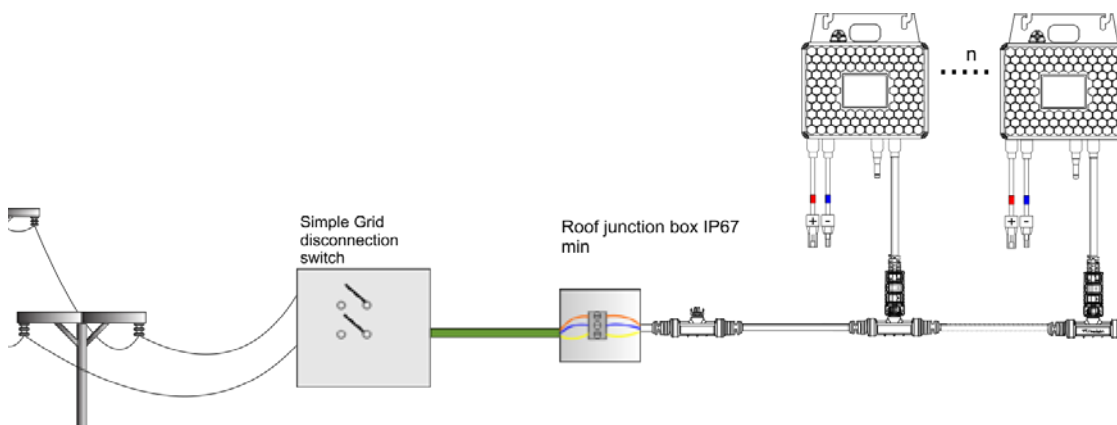 n
Simple Grid
disconnection
switch
Roof junction box IP67
min
+ -
+ -